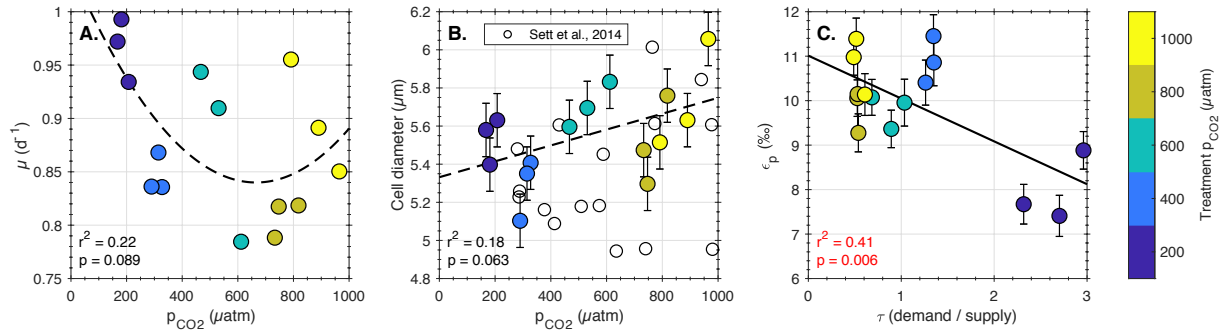 A.
1
0.95
0.9
0.85
0.8
0.75
μ (d⁻¹)
r² = 0.22
p = 0.089
0 200 400 600 800 1000
p_CO2 (μatm)
B.
Sett et al., 2014
6.2
6
5.8
5.6
5.4
5.2
5
4.8
Cell diameter (μm)
r² = 0.18
p = 0.063
0 200 400 600 800 1000
p_CO2 (μatm)
C.
12
11
10
9
8
7
6
ε_p (‰)
r² = 0.41
p = 0.006
0 1 2 3
τ (demand / supply)
1000
800
600
400
200
Treatment p_CO2 (μatm)